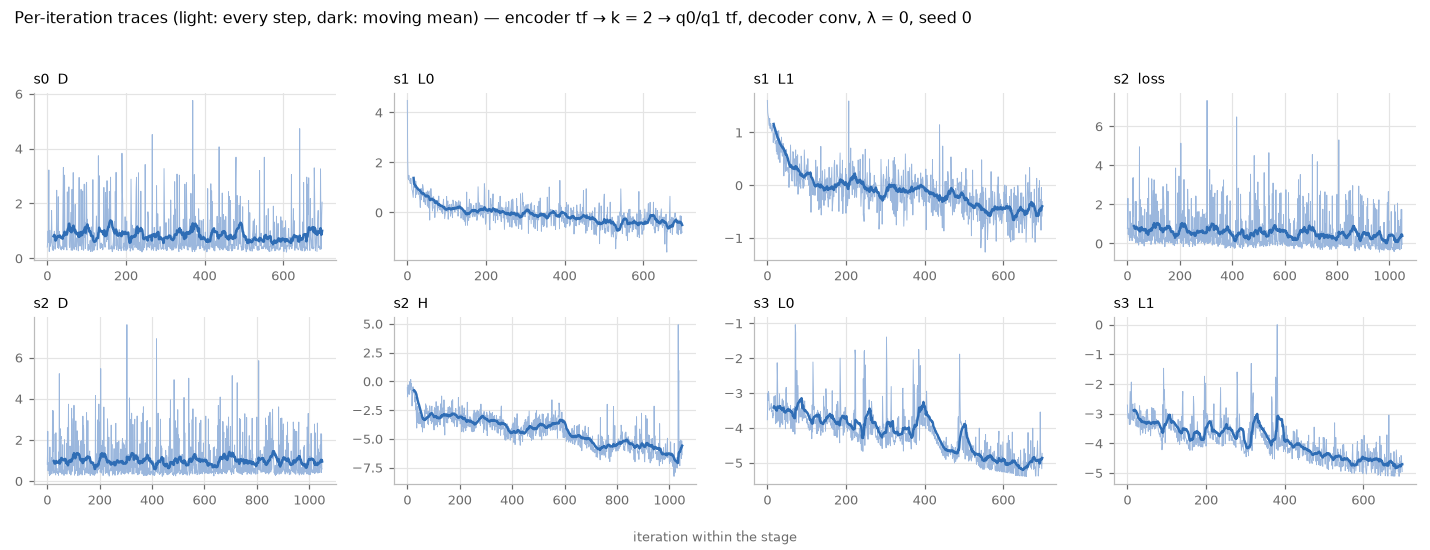 Per-iteration traces (light: every step, dark: moving mean) — encoder tf → k = 2 → q0/q1 tf, decoder conv, λ = 0, seed 0
s0 D
s1 L0
s1 L1
s2 loss
6
4
2
0
0 200 400 600
4
2
0
0 200 400 600
1
0
−1
0 200 400 600
6
4
2
0
0 200 400 600 800 1000
s2 D
s2 H
s3 L0
s3 L1
6
4
2
0
0 200 400 600 800 1000
5.0
2.5
0.0
−2.5
−5.0
−7.5
0 200 400 600 800 1000
−1
−2
−3
−4
−5
0 200 400 600
0
−1
−2
−3
−4
−5
0 200 400 600
iteration within the stage